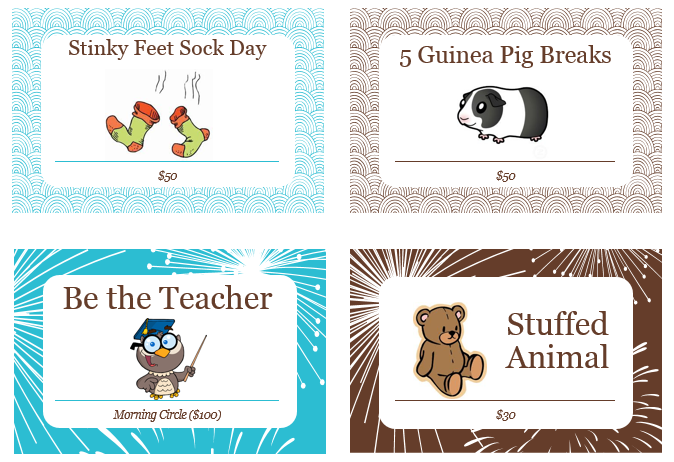 Stinky Feet Sock Day
$50
5 Guinea Pig Breaks
$50
Be the Teacher
Morning Circle ($100)
Stuffed
Animal
$30